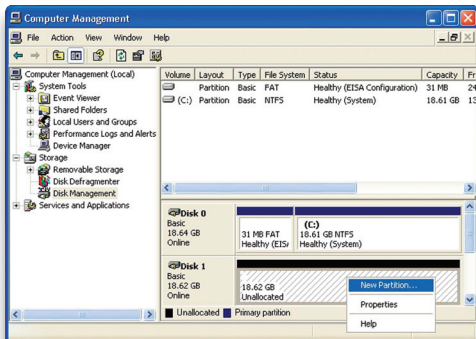 Computer Management
File Action View Window Help
Computer Management (Local)
System Tools
Event Viewer
Shared Folders
Local Users and Groups
Performance Logs and Alerts
Device Manager
Storage
Removable Storage
Disk Defragmenter
Disk Management
Services and Applications
Volume Layout Type File System Status Capacity Fr
Partition Basic FAT Healthy (EISA Configuration) 31 MB 24
(C:) Partition Basic NTFS Healthy (System) 18.61 GB 13
Disk 0
Basic
18.64 GB
Online
31 MB FAT
Healthy (EIS
(C:)
18.61 GB NTFS
Healthy (System)
Disk 1
Basic
18.62 GB
Online
18.62 GB
Unallocated
New Partition...
Properties
Help
Unallocated Primary partition